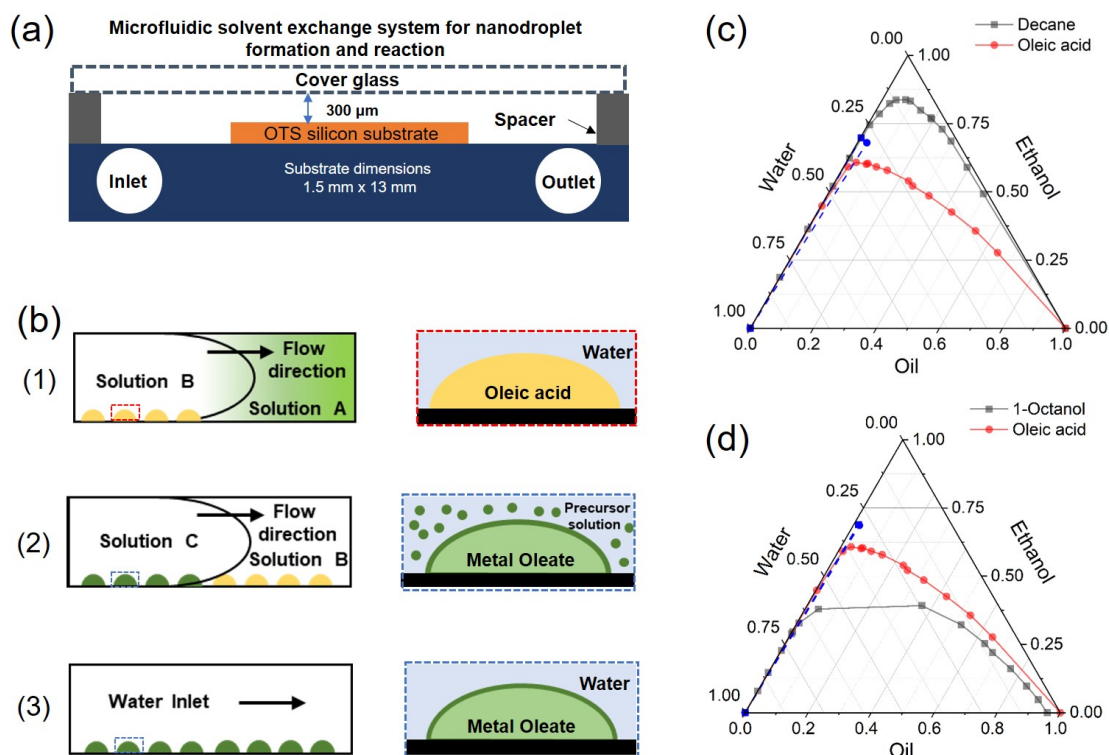 (a)
Microfluidic solvent exchange system for nanodroplet
formation and reaction
Cover glass
300 µm
OTS silicon substrate
Spacer
Inlet
Substrate dimensions
1.5 mm x 13 mm
Outlet
(b)
(1)
Solution B
Flow
direction
Solution A
Water
Oleic acid
(2)
Solution C
Flow
direction
Solution B
Precursor
solution
Metal Oleate
(3)
Water Inlet
Water
Metal Oleate
(c)
Decane
Oleic acid
0.00
1.00
0.25
0.75
Water
Ethanol
0.50
0.50
0.75
0.25
1.00
0.00
0.0
0.2
0.4
0.6
0.8
1.0
Oil
(d)
1-Octanol
Oleic acid
0.00
1.00
0.25
0.75
Water
Ethanol
0.50
0.50
0.75
0.25
1.00
0.00
0.0
0.2
0.4
0.6
0.8
1.0
Oil